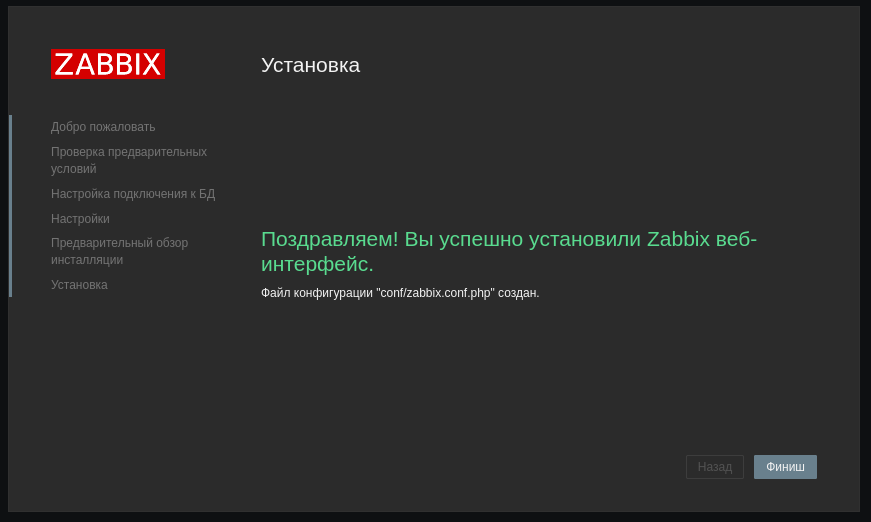 ZABBIX
Установка
Добро пожаловать
Проверка предварительных
условий
Настройка подключения к БД
Настройки
Предварительный обзор
инсталляции
Установка
Поздравляем! Вы успешно установили Zabbix веб-
интерфейс.
Файл конфигурации "conf/zabbix.conf.php" создан.
Назад
Финиш